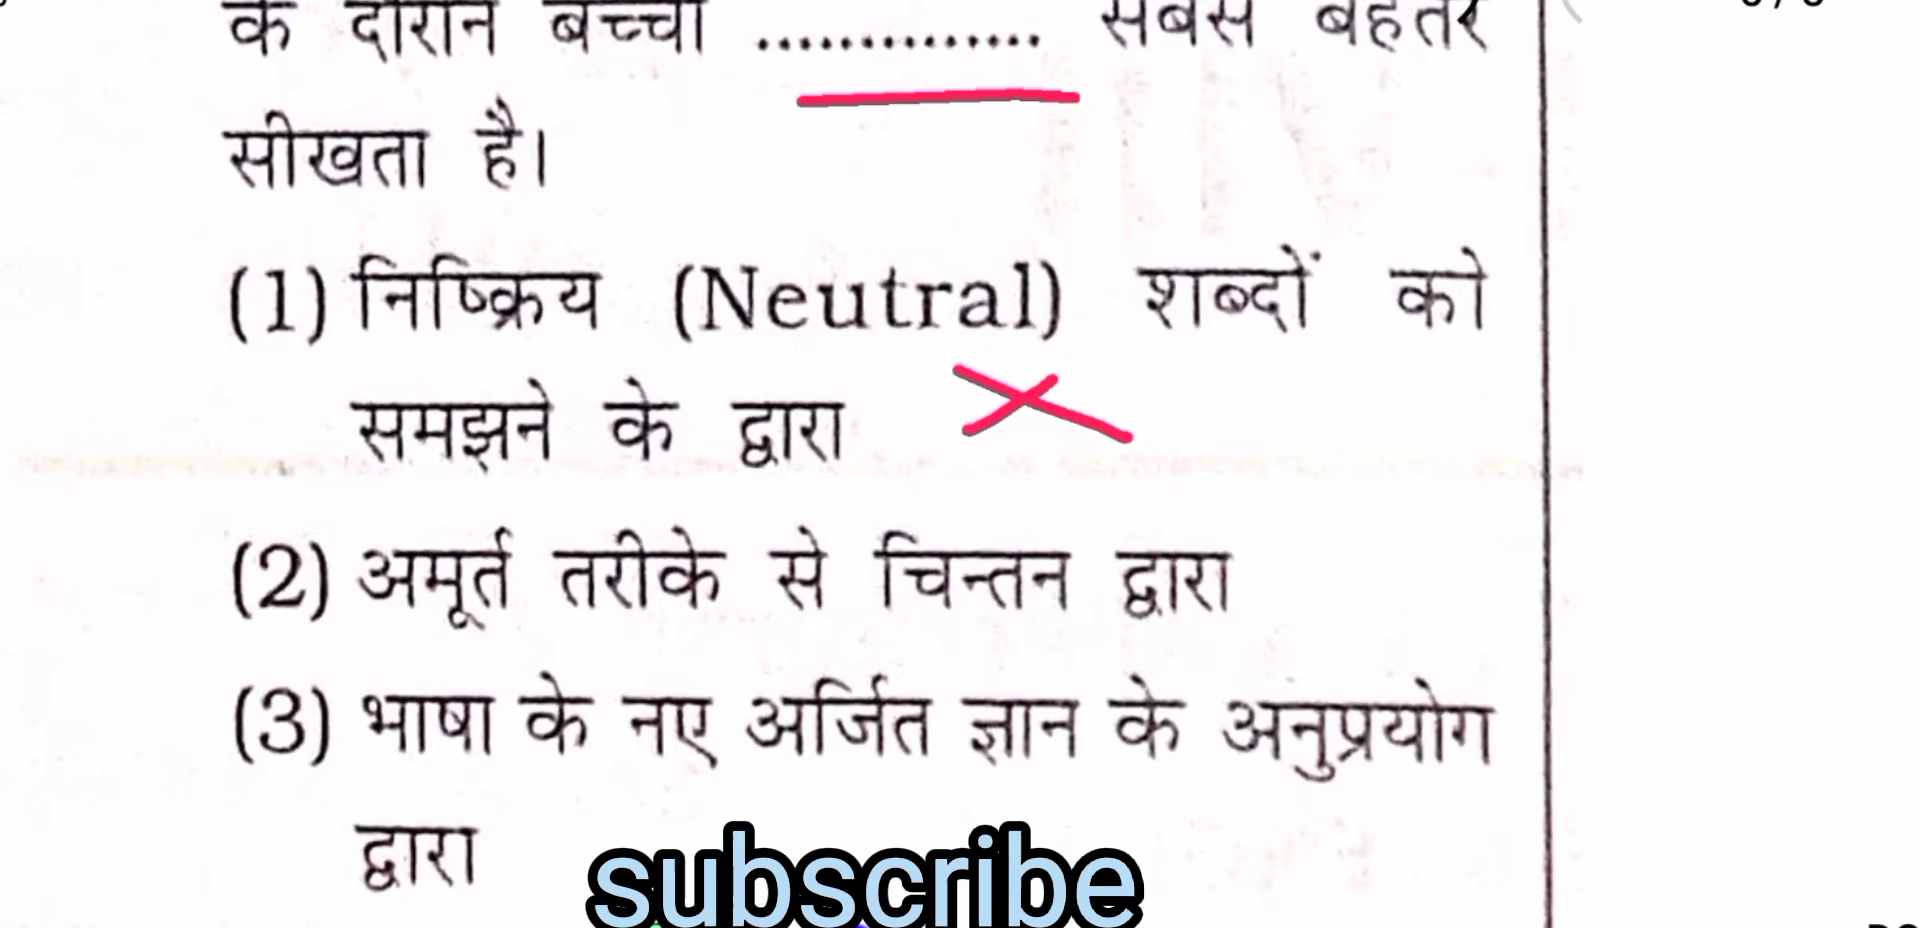 के दौरान बच्चा .............. सबसे बेहतर
सीखता है।
(1) निष्क्रिय (Neutral) शब्दों को
समझने के द्वारा
(2) अमूर्त तरीके से चिन्तन द्वारा
(3) भाषा के नए अर्जित ज्ञान के अनुप्रयोग
द्वारा
subscribe